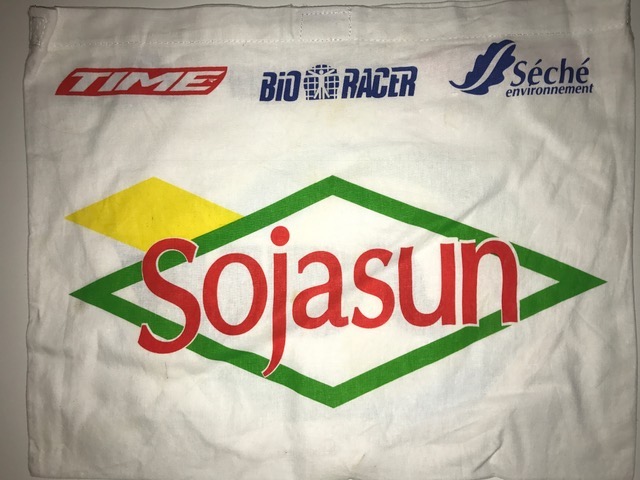 TIME BiO RACER Séché
environnement
Sojasun